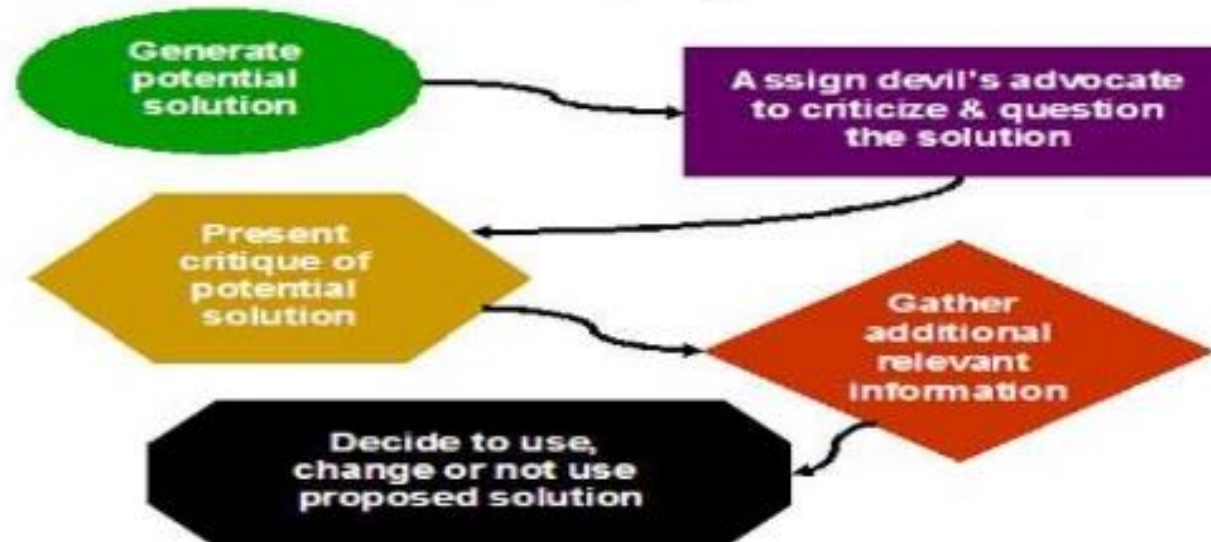 Generate
potential
solution
Assign devil's advocate
to criticize & question
the solution
Present
critique of
potential
solution
Gather
additional
relevant
information
Decide to use,
change or not use
proposed solution